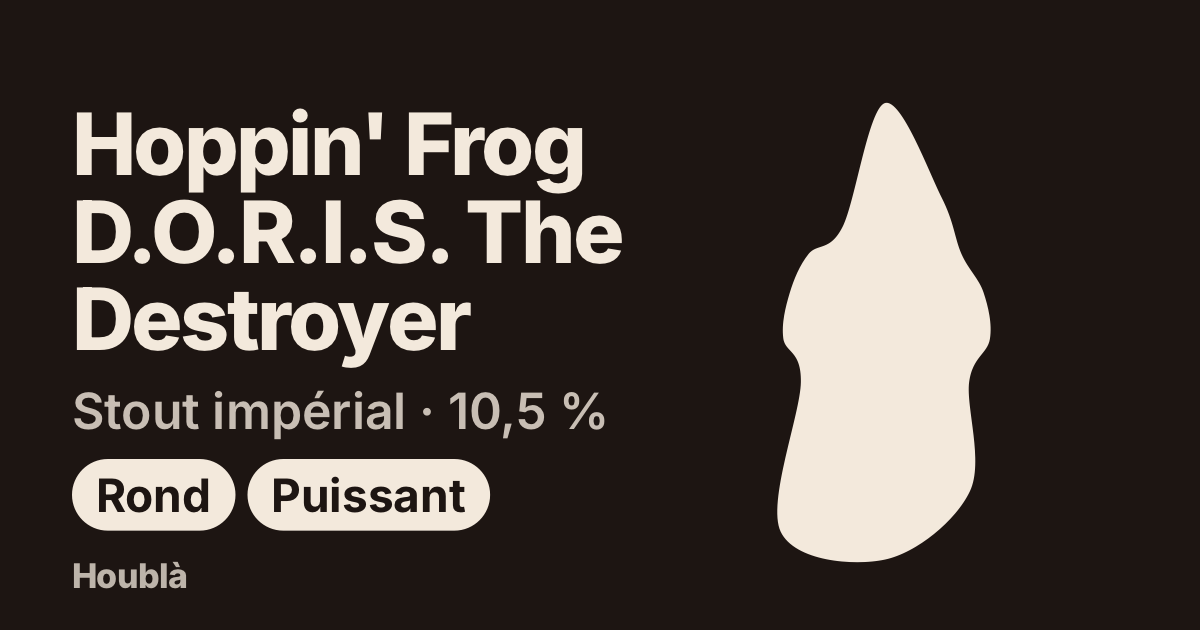 Hoppin' Frog
D.O.R.I.S. The
Destroyer
Stout impérial · 10,5 %
Rond Puissant
Houblà